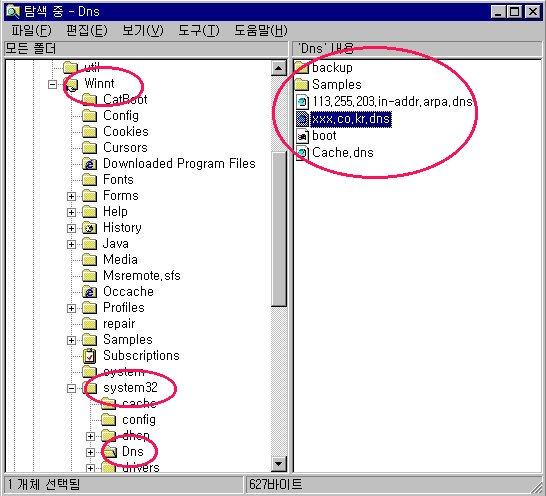 탐색 중 - Dns
파일(F) 편집(E) 보기(V) 도구(T) 도움말(H)
모든 폴더
'Dns' 내용
util
Winnt
CatRoot
Config
Cookies
Cursors
Downloaded Program Files
Fonts
Forms
Help
History
Java
Media
Msremote,sfs
Occache
Profiles
repair
Samples
Subscriptions
system
system32
cache
config
dhcp
Dns
drivers
backup
Samples
113,255,203,in-addr,arpa,dns
xxx,co,kr,dns
boot
Cache,dns
1 개체 선택됨
627바이트